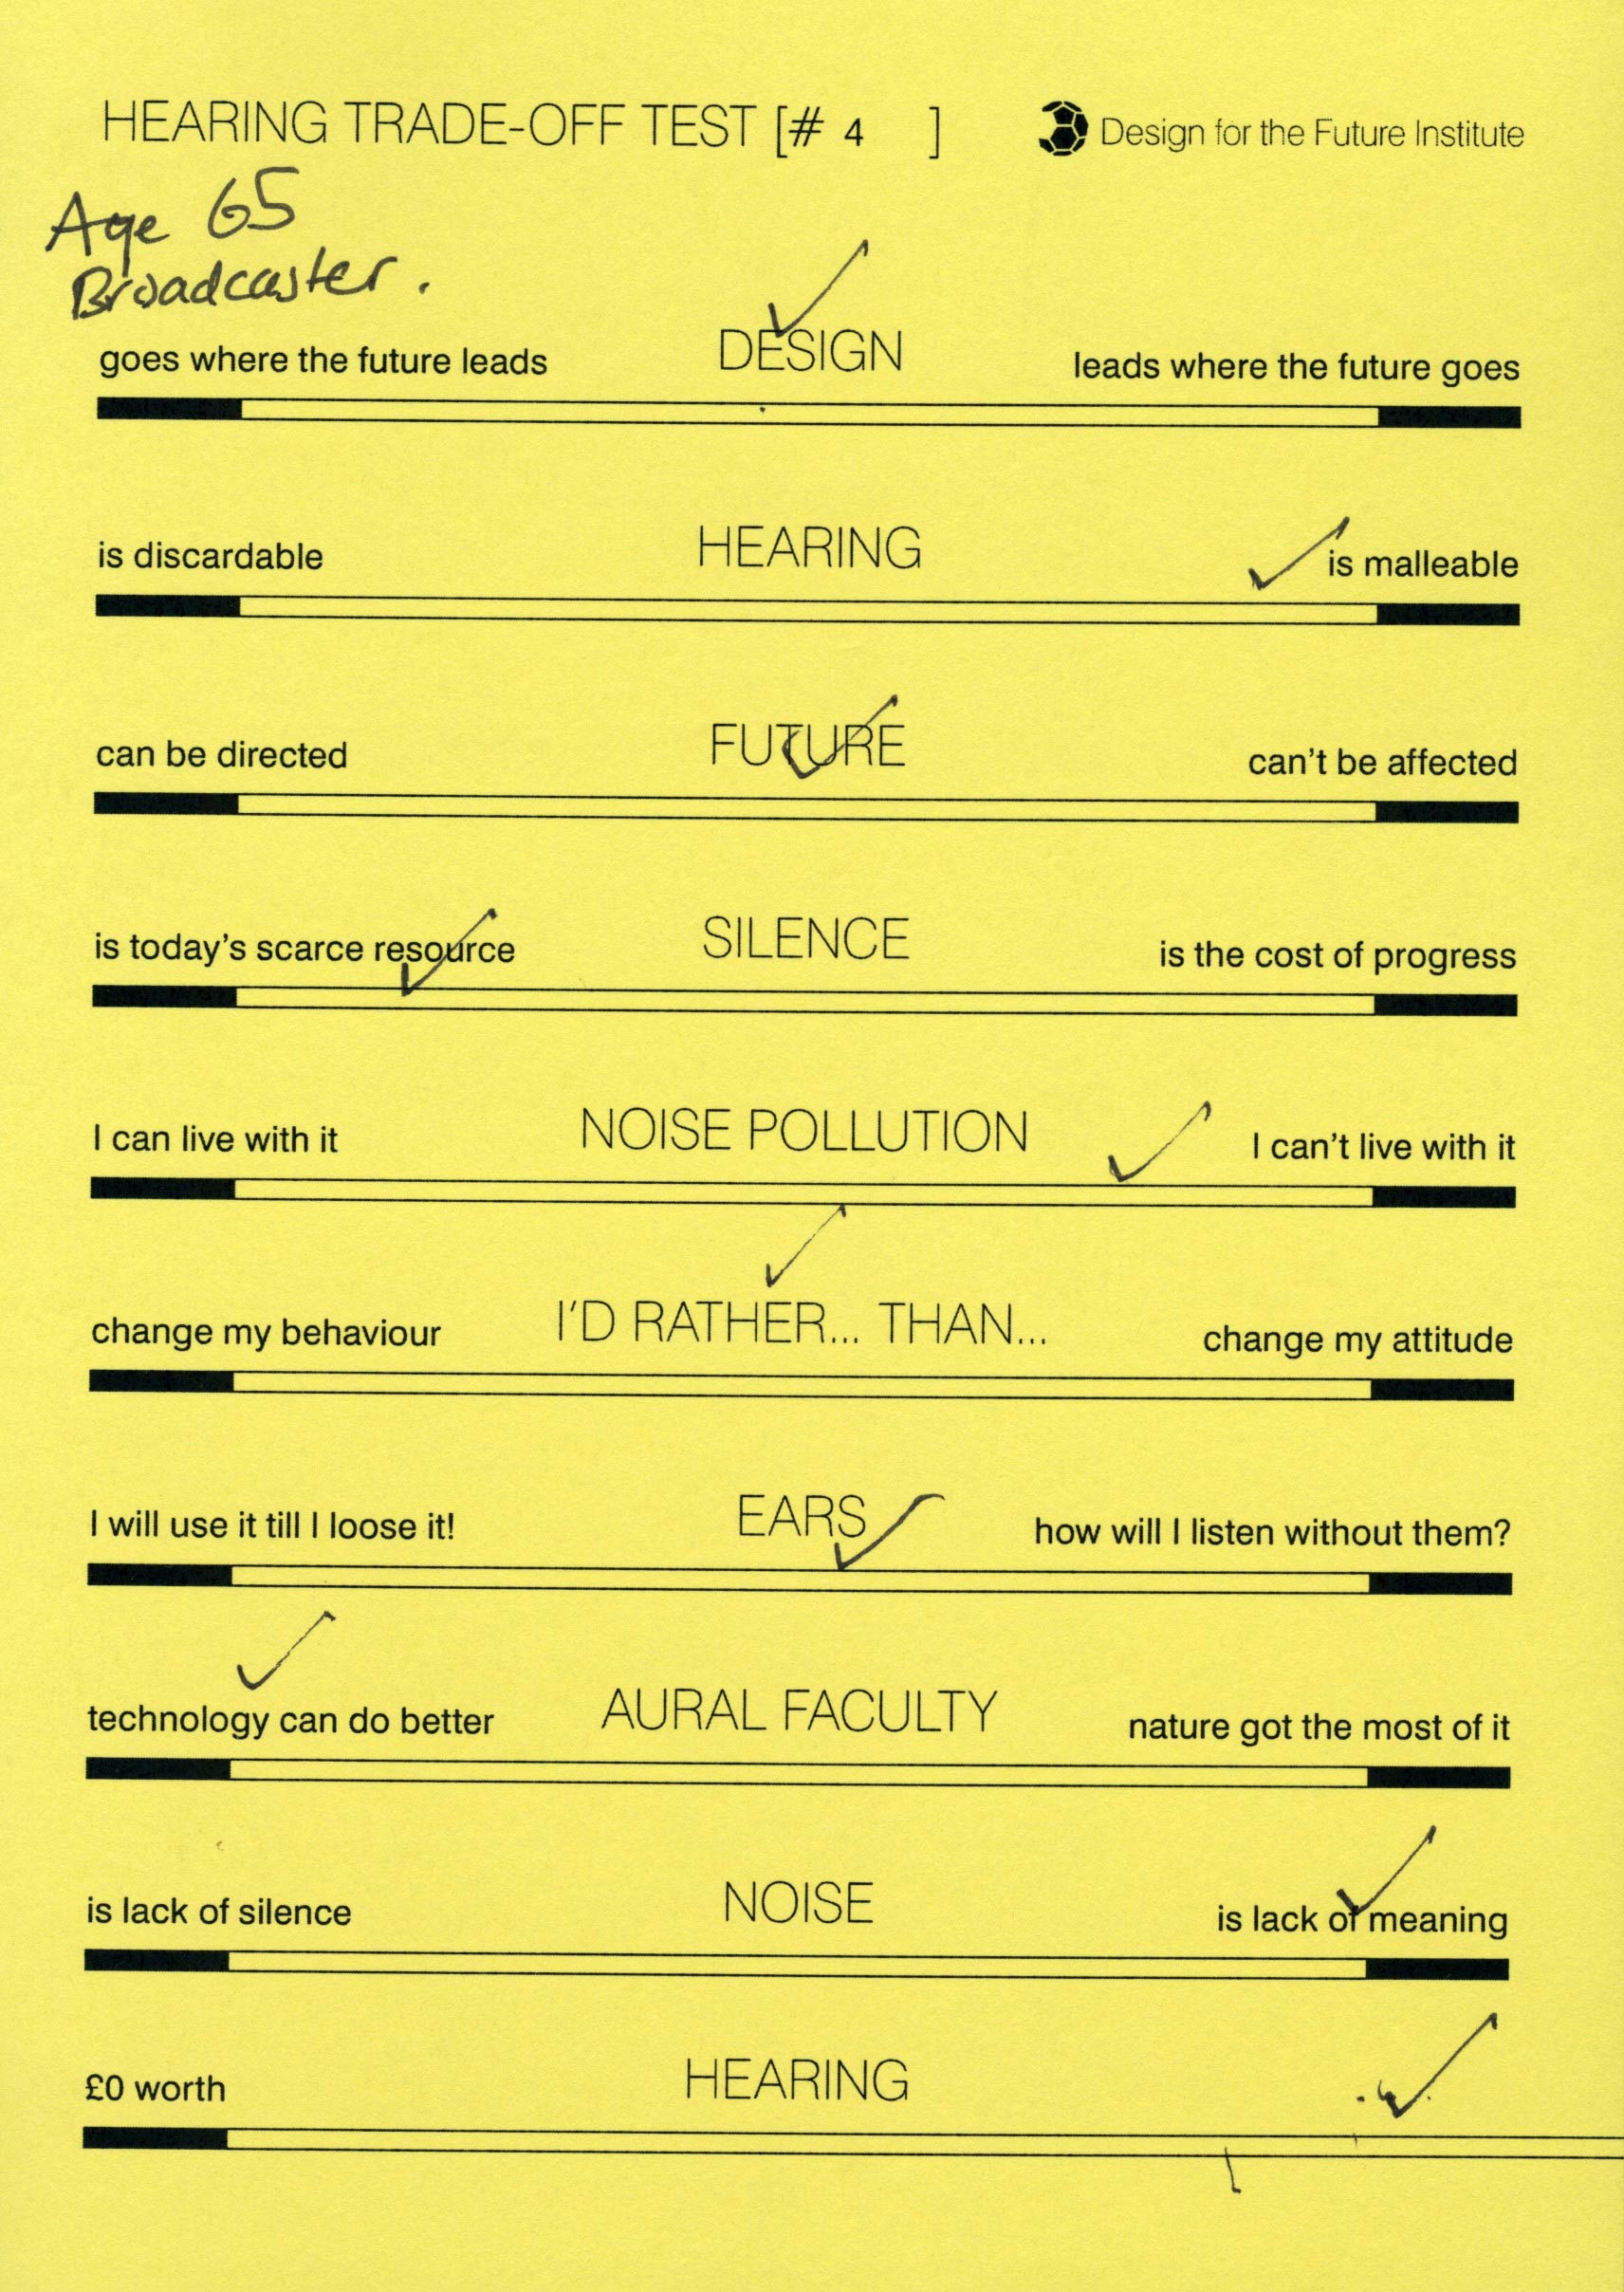 HEARING TRADE-OFF TEST [# 4 ]
Design for the Future Institute
Age 65
Broadcaster.
goes where the future leads DESIGN leads where the future goes
is discardable HEARING is malleable
can be directed FUTURE can't be affected
is today's scarce resource SILENCE is the cost of progress
I can live with it NOISE POLLUTION I can't live with it
change my behaviour I'D RATHER... THAN... change my attitude
I will use it till I loose it! EARS how will I listen without them?
technology can do better AURAL FACULTY nature got the most of it
is lack of silence NOISE is lack of meaning
£0 worth HEARING